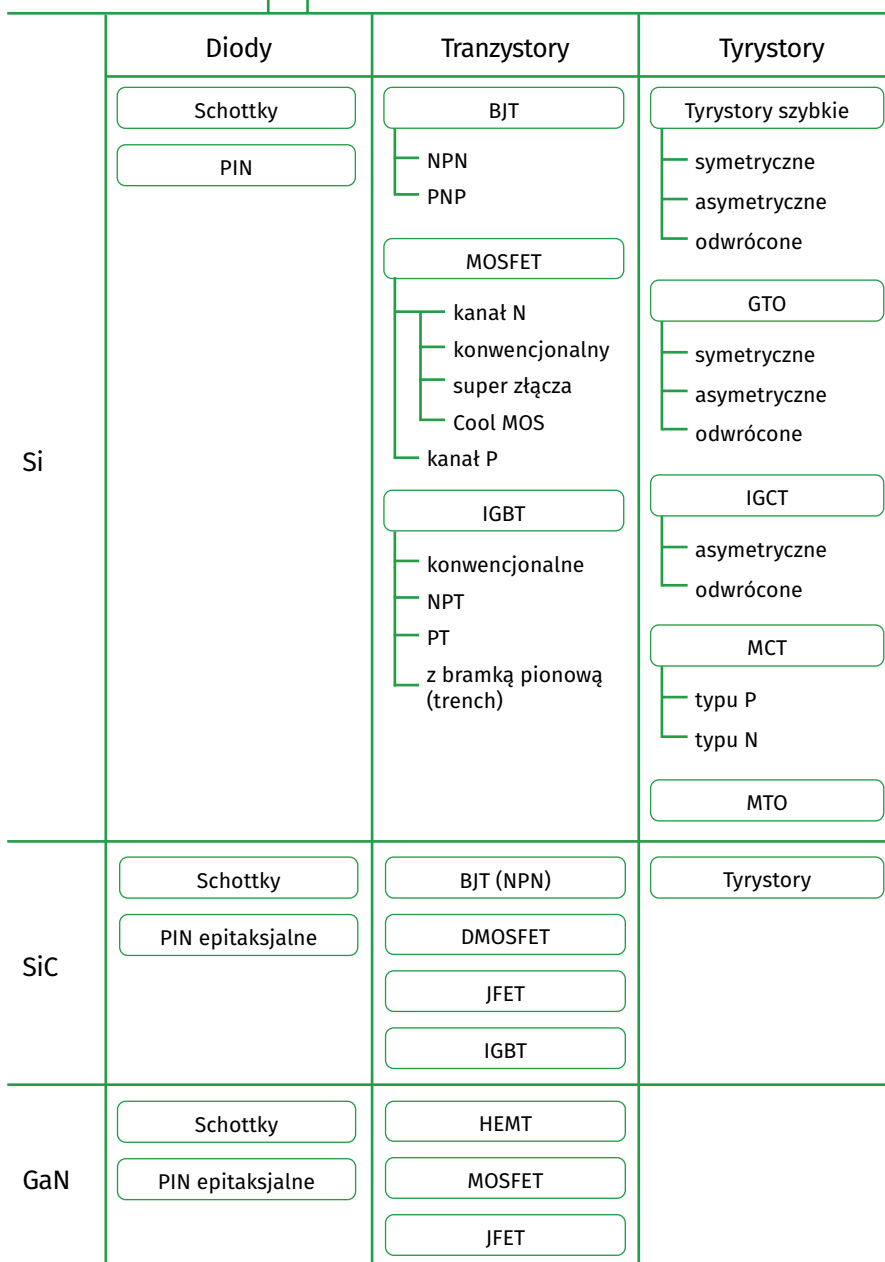 Diody
Tranzystory
Tyrystory
Si
Schottky
PIN
BJT
NPN
PNP
MOSFET
kanał N
konwencjonalny
super złącza
Cool MOS
kanał P
IGBT
konwencjonalne
NPT
PT
z bramką pionową
(trench)
Tyrystory szybkie
symetryczne
asymetryczne
odwrócone
GTO
symetryczne
asymetryczne
odwrócone
IGCT
asymetryczne
odwrócone
MCT
typu P
typu N
MTO
SiC
Schottky
PIN epitaksjalne
BJT (NPN)
DMOSFET
JFET
IGBT
Tyrystory
GaN
Schottky
PIN epitaksjalne
HEMT
MOSFET
JFET